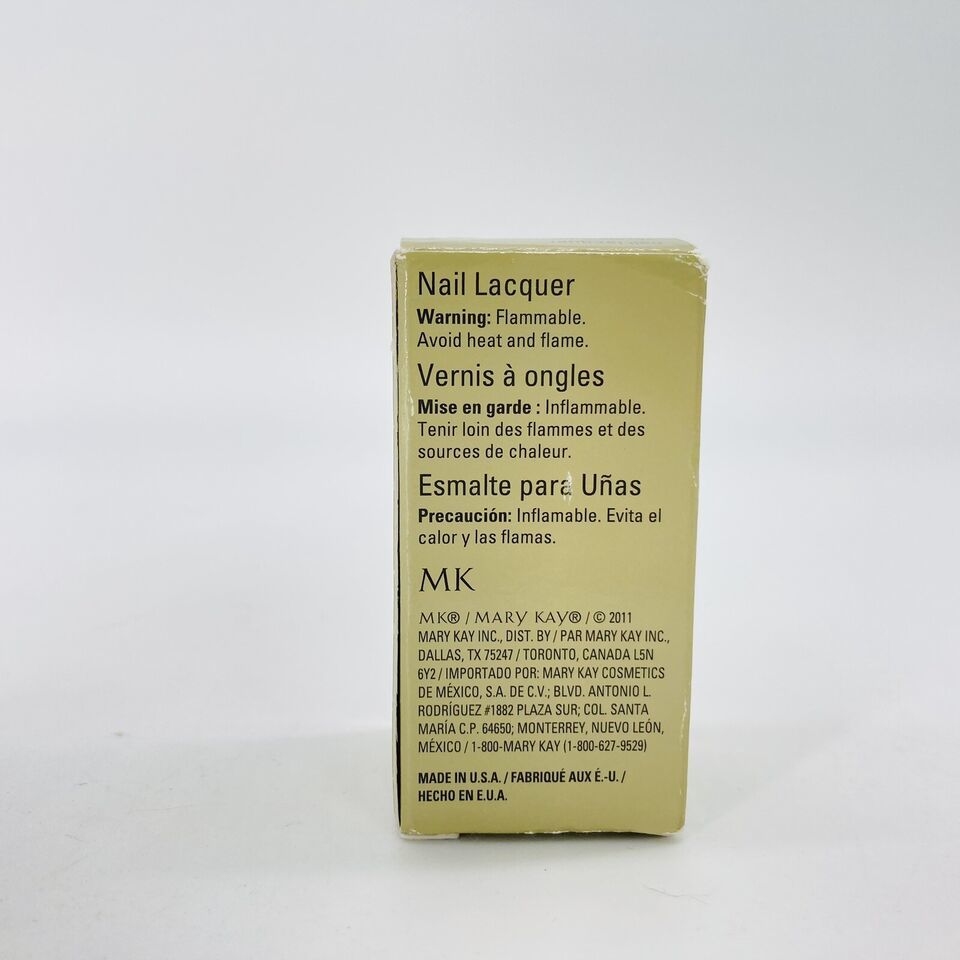 Nail Lacquer
Warning: Flammable.
Avoid heat and flame.
Vernis à ongles
Mise en garde : Inflammable.
Tenir loin des flammes et des
sources de chaleur.
Esmalte para Uñas
Precaución: Inflamable. Evita el
calor y las flamas.
MK
MK® / MARY KAY® / © 2011
MARY KAY INC., DIST. BY / PAR MARY KAY INC.,
DALLAS, TX 75247 / TORONTO, CANADA L5N
6Y2 / IMPORTADO POR: MARY KAY COSMETICS
DE MÉXICO, S.A. DE C.V.; BLVD. ANTONIO L.
RODRÍGUEZ #1882 PLAZA SUR; COL. SANTA
MARÍA C.P. 64650; MONTERREY, NUEVO LEÓN,
MÉXICO / 1-800-MARY KAY (1-800-627-9529)
MADE IN U.S.A. / FABRIQUÉ AUX É.-U. /
HECHO EN E.U.A.